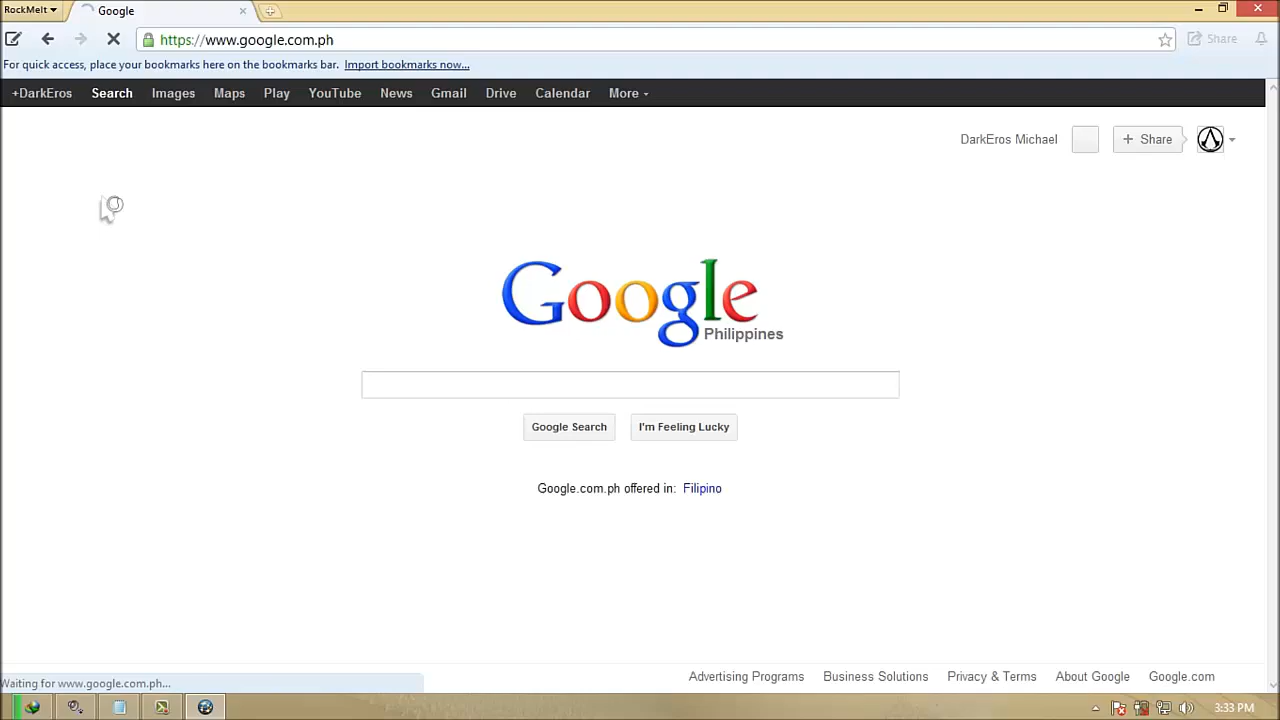 RockMelt
Google
https://www.google.com.ph
Share
For quick access, place your bookmarks here on the bookmarks bar. Import bookmarks now...
+DarkEros Search Images Maps Play YouTube News Gmail Drive Calendar More
DarkEros Michael
+ Share
Google
Philippines
Google Search
I'm Feeling Lucky
Google.com.ph offered in: Filipino
Advertising Programs Business Solutions Privacy & Terms About Google Google.com
Waiting for www.google.com.ph...
3:33 PM